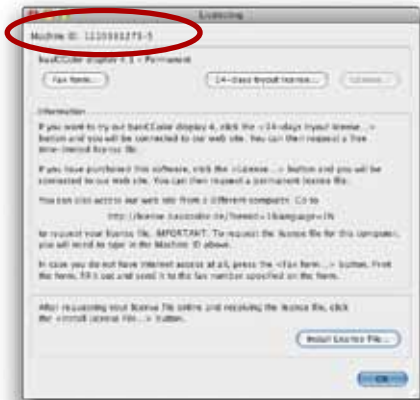 Licensing
Machine ID:
basICColor display 4.1 - Permanent
Fax form...
14-days tryout license...
License...
Information
If you want to try out basICColor display 4, click the <14-days tryout license...>
button and you will be connected to our web site. You can then request a free
time-limited license file.
If you have purchased this software, click the <License...> button and you will be
connected to our web site. You can then request a permanent license file.
You can also access our web site from a different computer. Go to
to request your license file. IMPORTANT: To request the license file for this computer,
you will need to type in the Machine ID above.
In case you do not have internet access at all, press the <Fax form...> button. Print
the form, fill it out and send it to the fax number specified on the form.
After requesting your license file online and receiving the license file, click
the <Install License File...> button.
Install License File...
OK